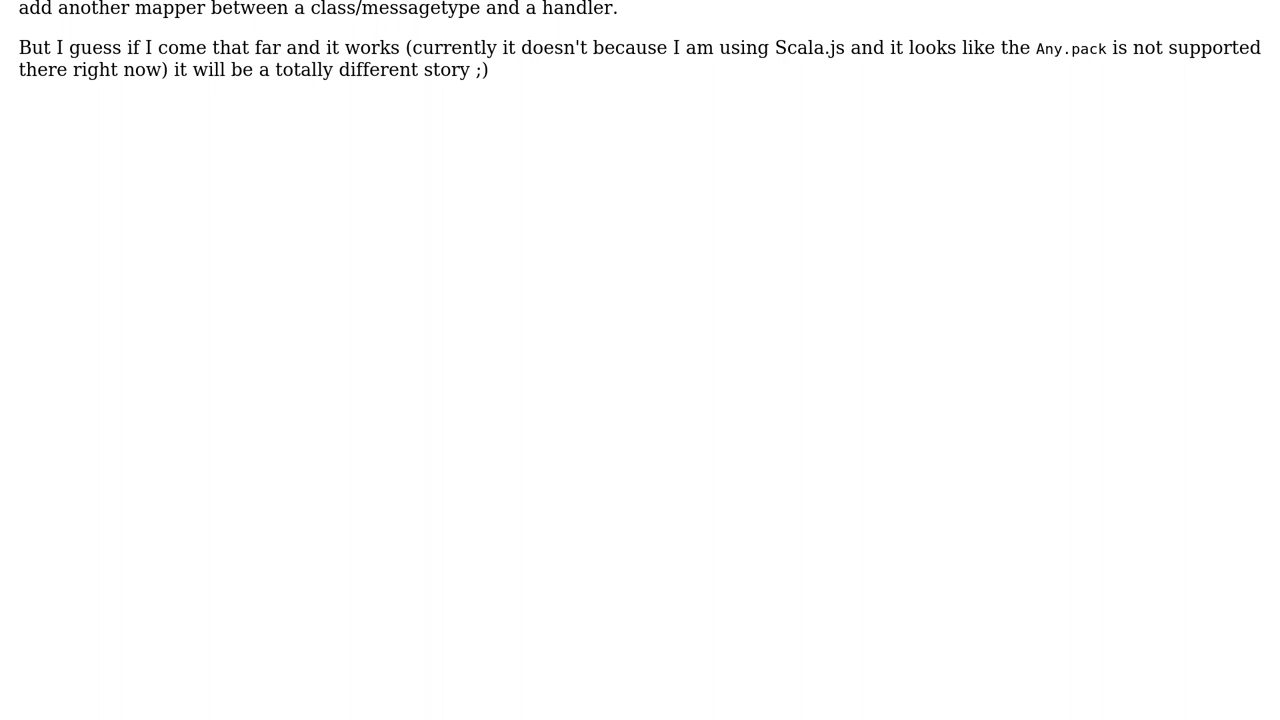 add another mapper between a class/messagetype and a handler.
But I guess if I come that far and it works (currently it doesn't because I am using Scala.js and it looks like the Any.pack is not supported
there right now) it will be a totally different story ;)